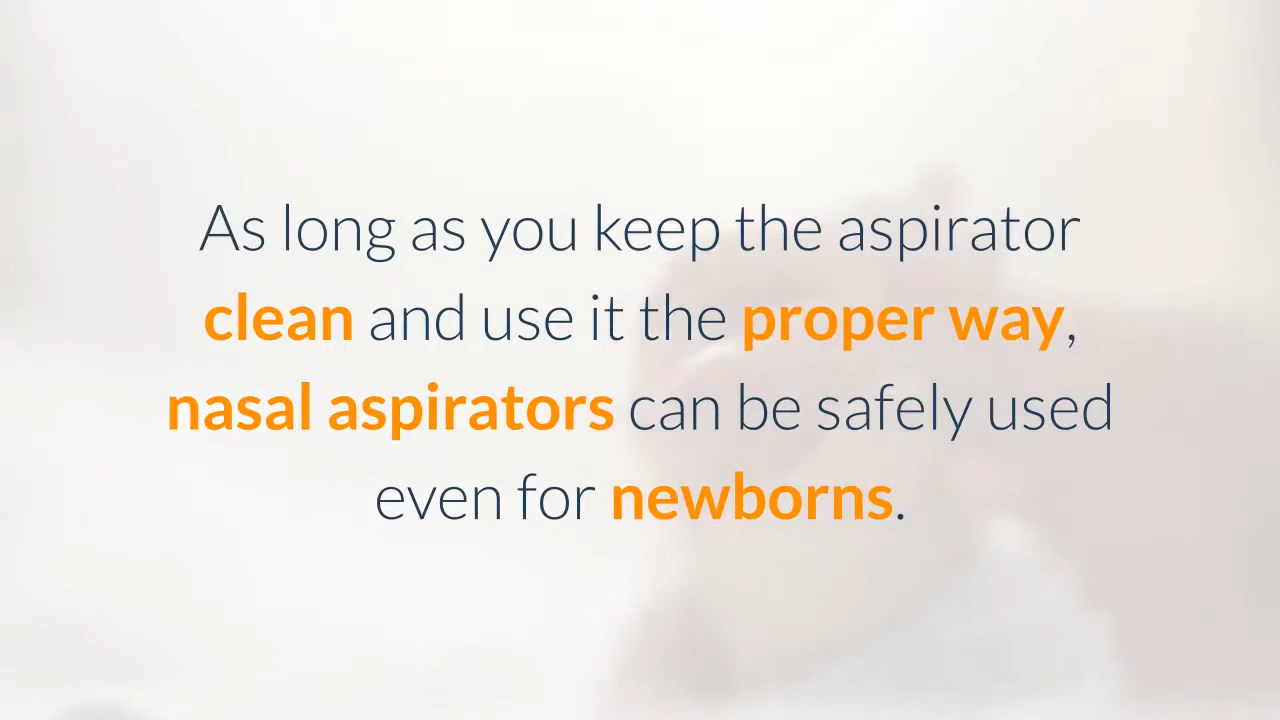 As long as you keep the aspirator
clean and use it the proper way,
nasal aspirators can be safely used
even for newborns.